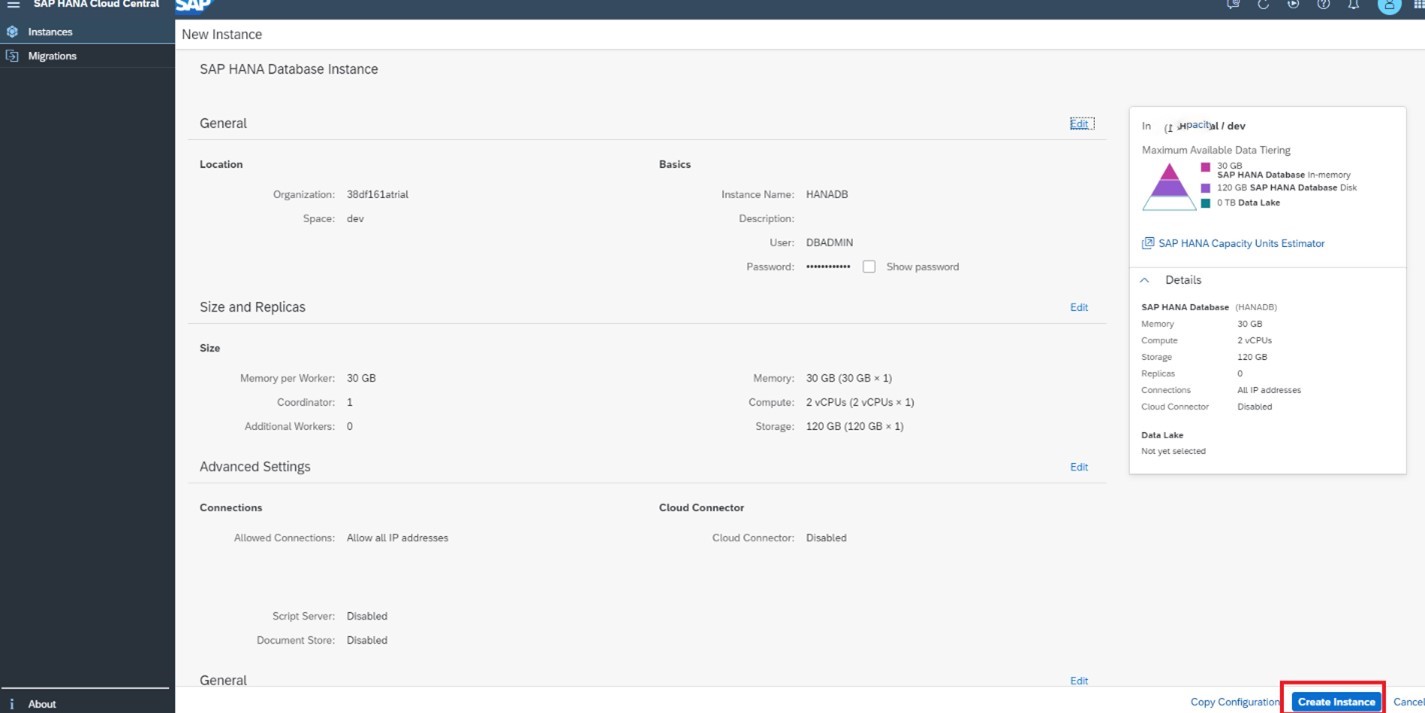 SAP HANA Cloud Central
SAP
Instances
Migrations
New Instance
SAP HANA Database Instance
General
Edit
Location
Organization: 38df161atrial
Space: dev
Basics
Instance Name: HANADB
Description:
User: DBADMIN
Password: •••••••••••• Show password
Size and Replicas
Edit
Size
Memory per Worker: 30 GB
Coordinator: 1
Additional Workers: 0
Memory: 30 GB (30 GB × 1)
Compute: 2 vCPUs (2 vCPUs × 1)
Storage: 120 GB (120 GB × 1)
Advanced Settings
Edit
Connections
Allowed Connections: Allow all IP addresses
Cloud Connector
Cloud Connector: Disabled
Script Server: Disabled
Document Store: Disabled
General
Edit
In / dev
Maximum Available Data Tiering
30 GB
SAP HANA Database In-memory
120 GB SAP HANA Database Disk
0 TB Data Lake
SAP HANA Capacity Units Estimator
Details
SAP HANA Database (HANADB)
Memory 30 GB
Compute 2 vCPUs
Storage 120 GB
Replicas 0
Connections All IP addresses
Cloud Connector Disabled
Data Lake
Not yet selected
About
Copy Configuration Create Instance Cancel